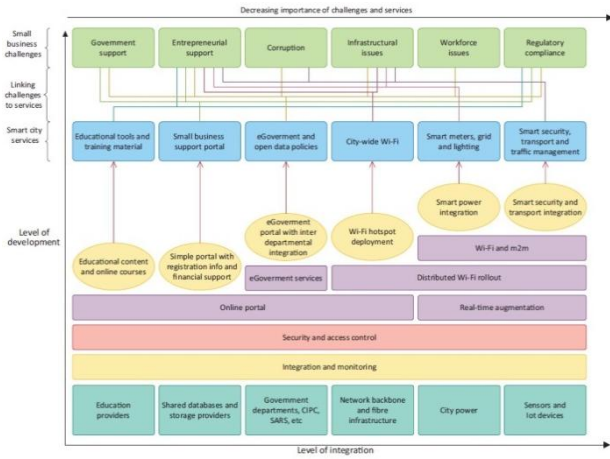 Decreasing importance of challenges and services
Small
business
challenges
Government
support
Entrepreneurial
support
Corruption
Infrastructural
issues
Workforce
issues
Regulatory
compliance
Linking
challenges
to services
Smart city
services
Educational tools and
training material
Small business
support portal
eGoverment and
open data policies
City-wide Wi-Fi
Smart meters, grid
and lighting
Smart security,
transport and
traffic management
Level of
development
Educational content
and online courses
Simple portal with
registration info and
financial support
eGoverment
portal with inter
departmental
integration
Wi-Fi hotspot
deployment
Smart power
integration
Smart security and
transport integration
Wi-Fi and m2m
eGoverment services
Distributed Wi-Fi rollout
Online portal
Real-time augmentation
Security and access control
Integration and monitoring
Education
providers
Shared databases and
storage providers
Government
departments, CIPC,
SARS, etc
Network backbone
and fibre
infrastructure
City power
Sensors and
Iot devices
Level of integration